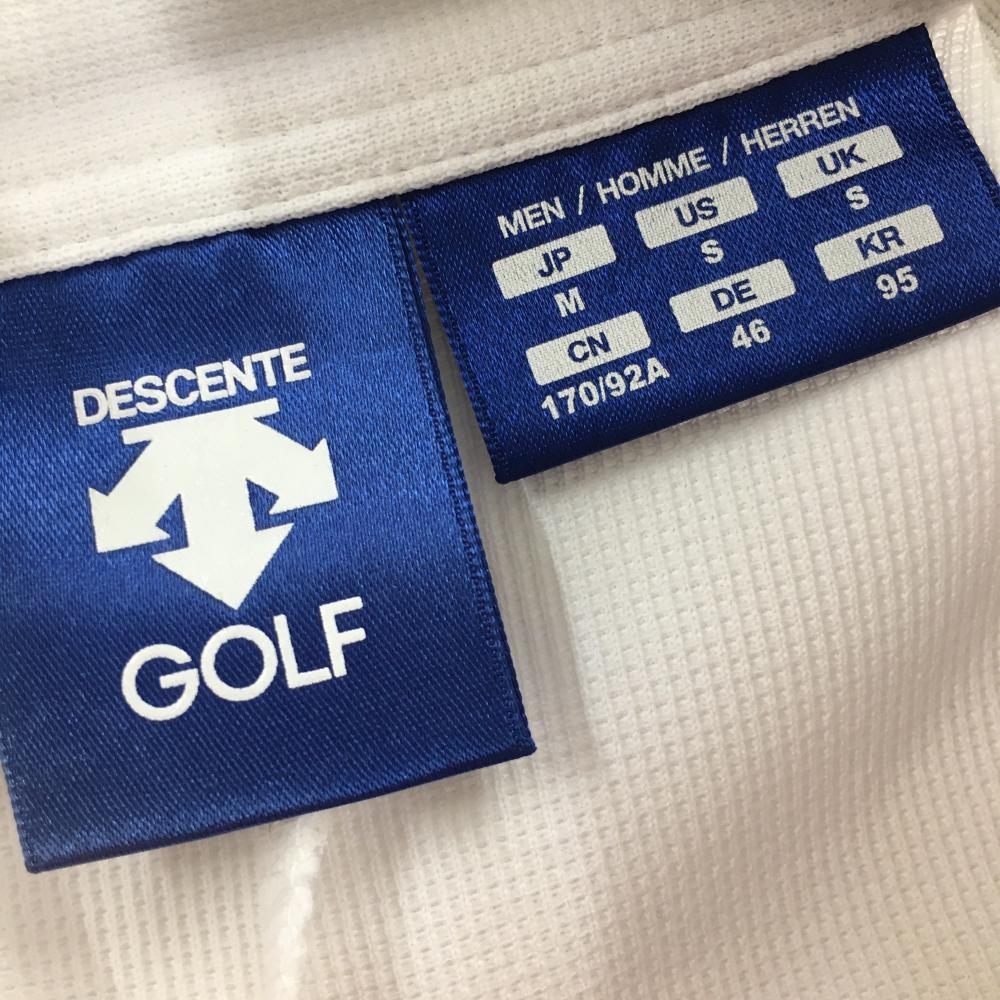 DESCENTE
GOLF
MEN / HOMME / HERREN
JP US UK
M S S
CN DE KR
170/92A 46 95